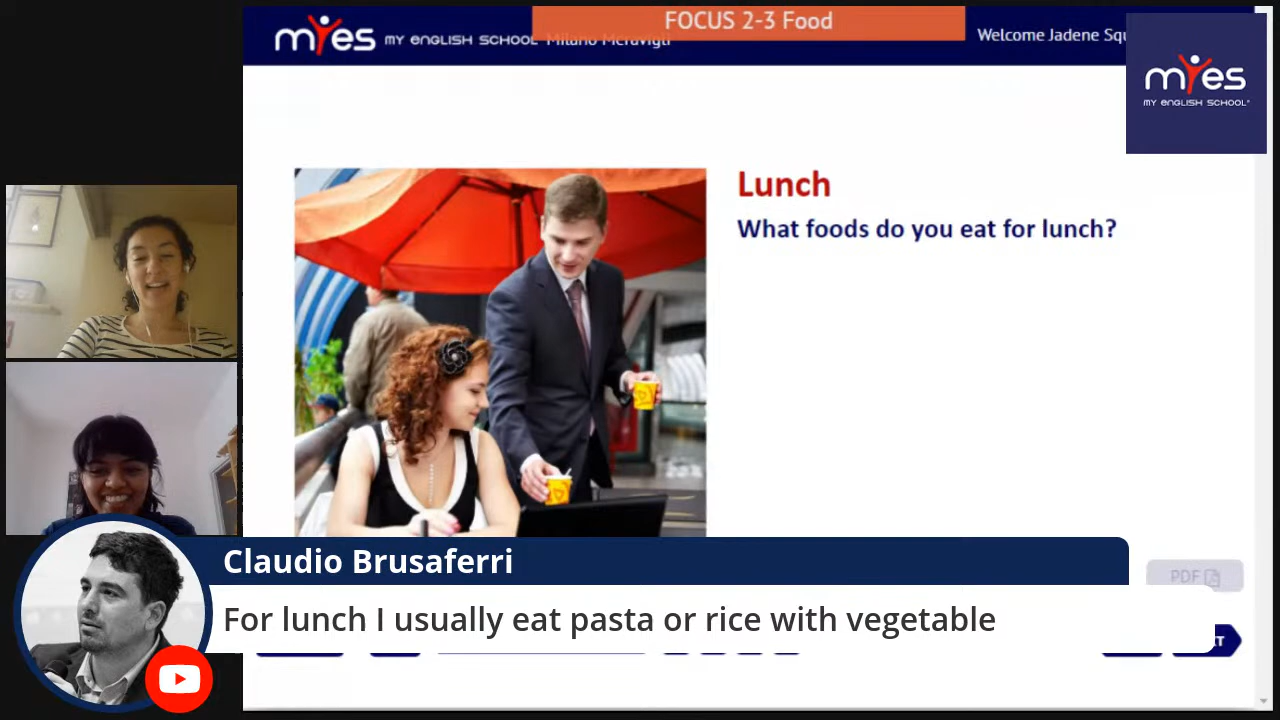 FOCUS 2-3 Food
myes MY ENGLISH SCHOOL Milano Meravigli
Welcome Jadene Squ
myes
MY ENGLISH SCHOOL
Lunch
What foods do you eat for lunch?
PDF
Claudio Brusaferri
For lunch I usually eat pasta or rice with vegetable